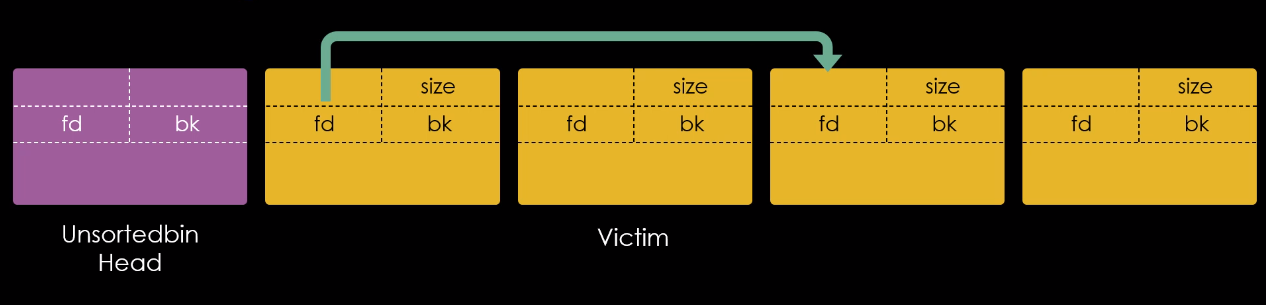 size size size size
fd bk fd bk fd bk fd bk fd bk
Unsortedbin
Head
Victim